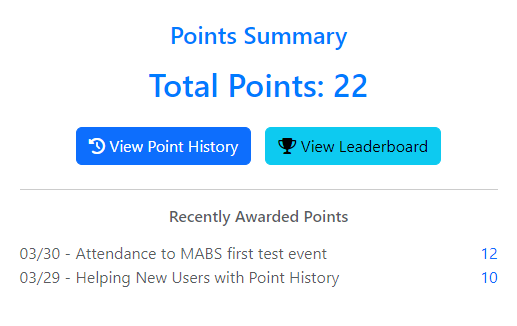 Points Summary
Total Points: 22
View Point History
View Leaderboard
Recently Awarded Points
03/30 - Attendance to MABS first test event 12
03/29 - Helping New Users with Point History 10